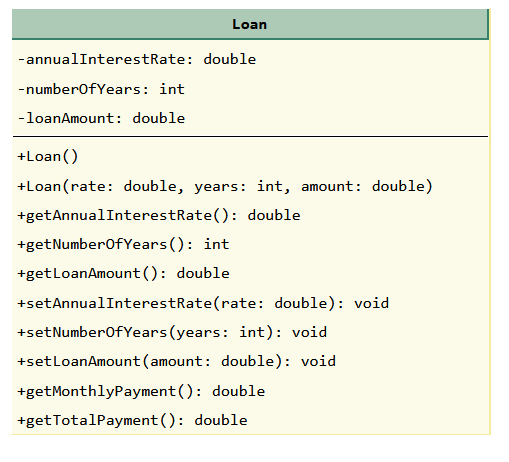 Loan
-annualInterestRate: double
-numberOfYears: int
-loanAmount: double
+Loan()
+Loan(rate: double, years: int, amount: double)
+getAnnualInterestRate(): double
+getNumberOfYears(): int
+getLoanAmount(): double
+setAnnualInterestRate(rate: double): void
+setNumberOfYears(years: int): void
+setLoanAmount(amount: double): void
+getMonthlyPayment(): double
+getTotalPayment(): double